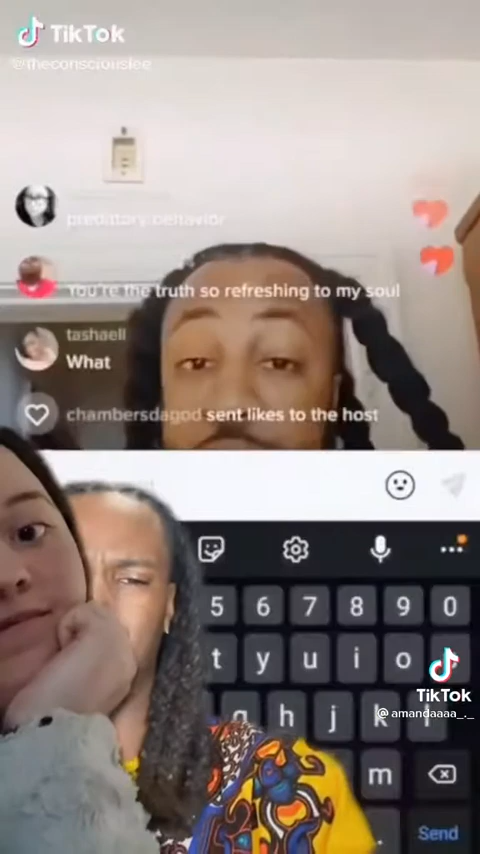 TikTok
@theconsciouslee
predatory behavior
You're the truth so refreshing to my soul
tashaell
What
chambersdagod sent likes to the host
5 6 7 8 9 0
t y u i o
TikTok
@amandaaaa_._
g h j k l
m
Send